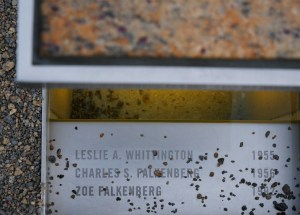 LESLIE A. WHITTINGTON 1955
CHARLES S. FALKENBERG
ZOE FALKENBERG